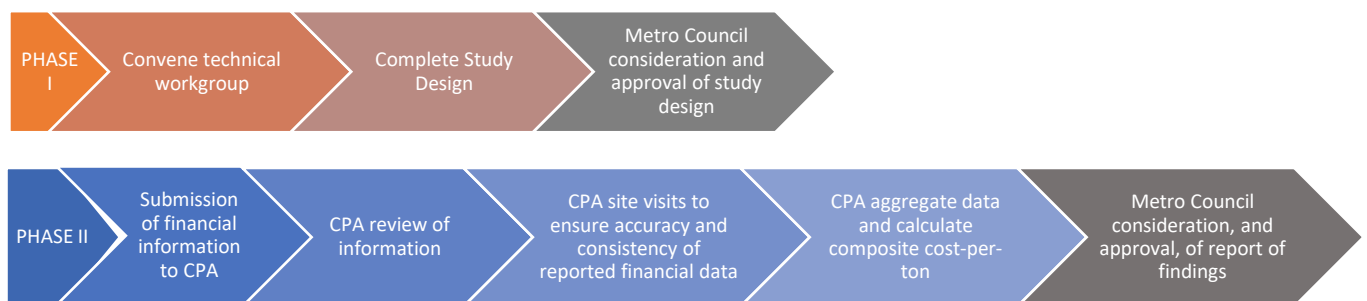 PHASE
I
Convene technical
workgroup
Complete Study
Design
Metro Council
consideration and
approval of study
design
PHASE II
Submission
of financial
information
to CPA
CPA review of
information
CPA site visits to
ensure accuracy and
consistency of
reported financial data
CPA aggregate data
and calculate
composite cost-per-
ton
Metro Council
consideration, and
approval, of report of
findings